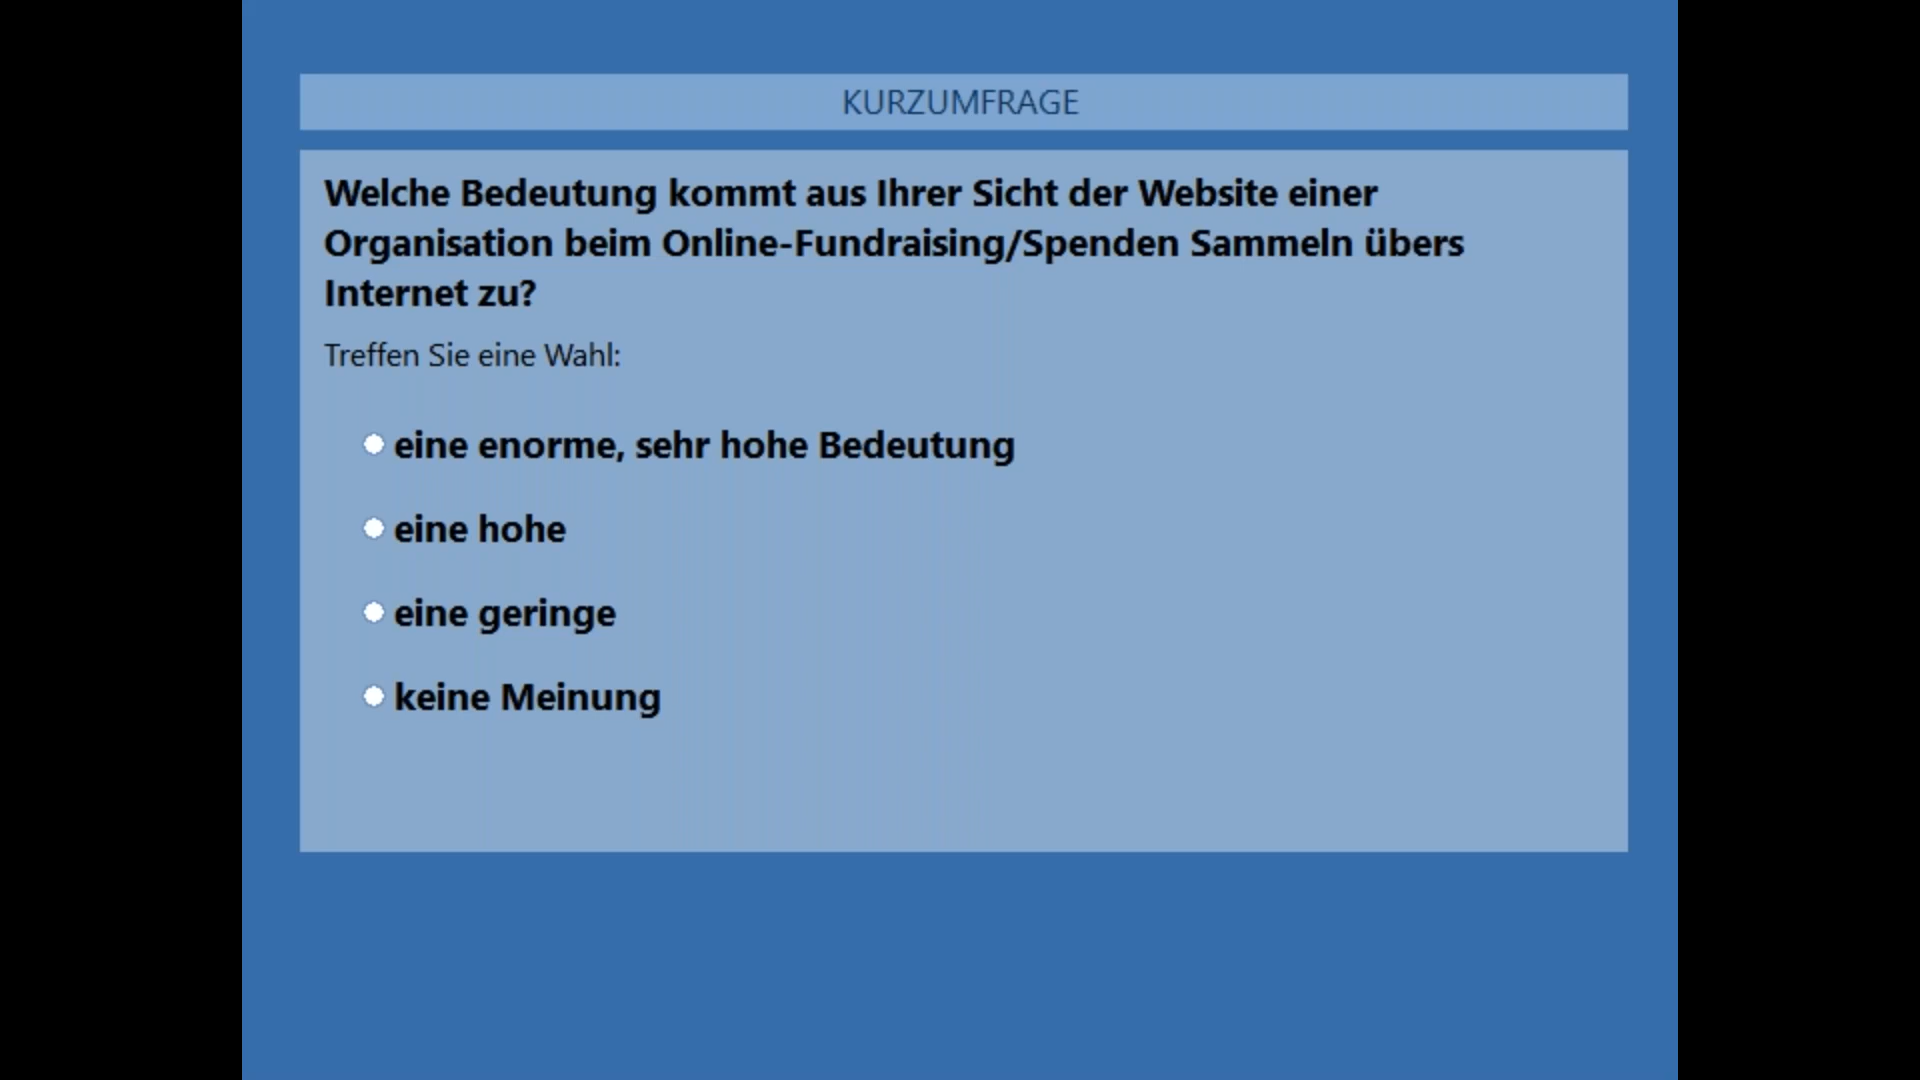 KURZUMFRAGE
Welche Bedeutung kommt aus Ihrer Sicht der Website einer
Organisation beim Online-Fundraising/Spenden Sammeln übers
Internet zu?
Treffen Sie eine Wahl:
eine enorme, sehr hohe Bedeutung
eine hohe
eine geringe
keine Meinung